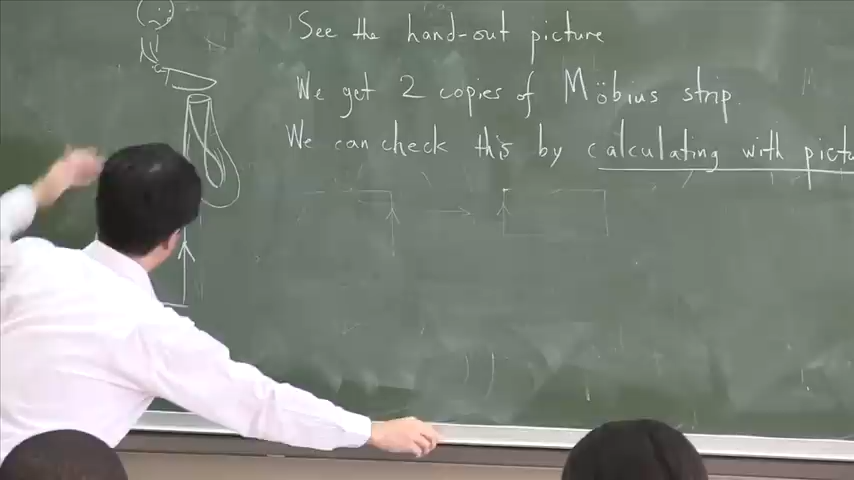 See the hand-out picture
We get 2 copies of Möbius strip.
We can check this by calculating with pictu